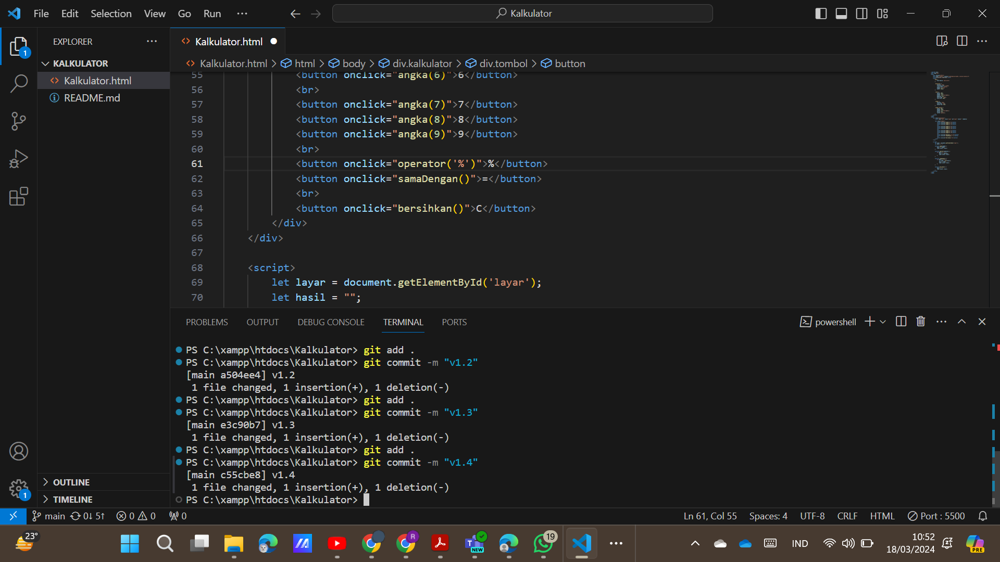 File Edit Selection View Go Run ···
Kalkulator
EXPLORER
KALKULATOR
Kalkulator.html
README.md
OUTLINE
TIMELINE
Kalkulator.html
Kalkulator.html > html > body > div.kalkulator > div.tombol > button
55 <button onclick="angka(6)">6</button>
56 <br>
57 <button onclick="angka(7)">7</button>
58 <button onclick="angka(8)">8</button>
59 <button onclick="angka(9)">9</button>
60 <br>
61 <button onclick="operator('%')">%</button>
62 <button onclick="samaDengan()">=</button>
63 <br>
64 <button onclick="bersihkan()">C</button>
65 </div>
66 </div>
67
68 <script>
69 let layar = document.getElementById('layar');
70 let hasil = "";
PROBLEMS OUTPUT DEBUG CONSOLE TERMINAL PORTS
powershell
PS C:\xampp\htdocs\Kalkulator> git add .
PS C:\xampp\htdocs\Kalkulator> git commit -m "v1.2"
[main a504ee4] v1.2
1 file changed, 1 insertion(+), 1 deletion(-)
PS C:\xampp\htdocs\Kalkulator> git add .
PS C:\xampp\htdocs\Kalkulator> git commit -m "v1.3"
[main e3c90b7] v1.3
1 file changed, 1 insertion(+), 1 deletion(-)
PS C:\xampp\htdocs\Kalkulator> git add .
PS C:\xampp\htdocs\Kalkulator> git commit -m "v1.4"
[main c55cbe8] v1.4
1 file changed, 1 insertion(+), 1 deletion(-)
PS C:\xampp\htdocs\Kalkulator>
1
1
main 0↓ 5↑ 0 0 0
Ln 61, Col 55 Spaces: 4 UTF-8 CRLF HTML Port : 5500
23°
R
T
NEW
19
IND
10:52
18/03/2024
PRE